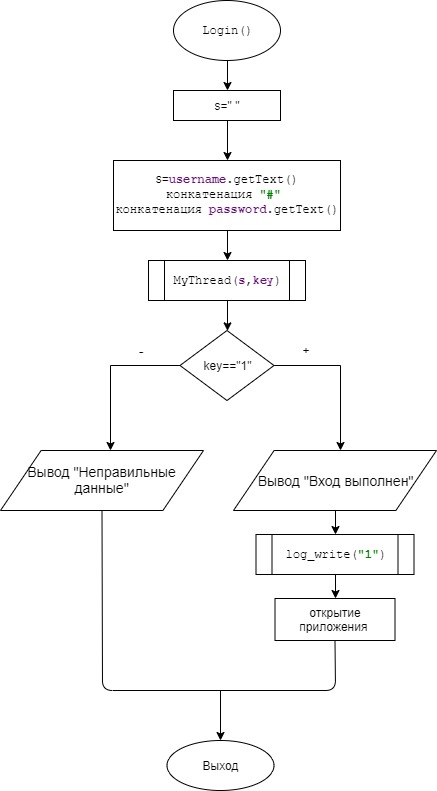 Login()
s=" "
s=username.getText()
конкатенация "#"
конкатенация password.getText()
MyThread(s,key)
key=="1"
-
+
Вывод "Неправильные
данные"
Вывод "Вход выполнен"
log_write("1")
открытие
приложения
Выход